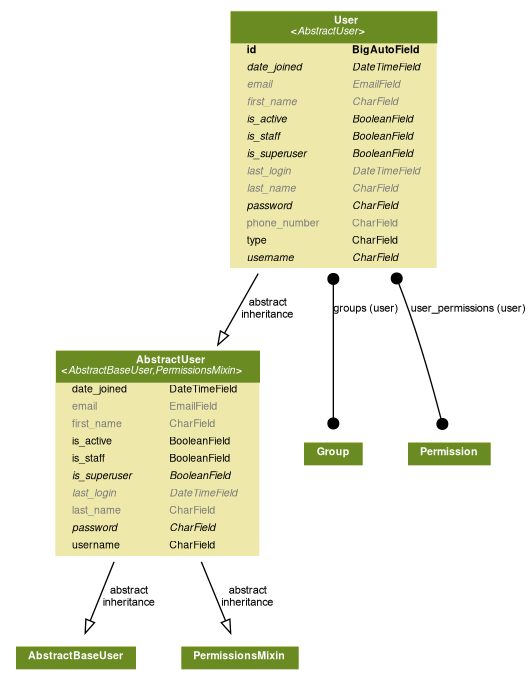 User
<AbstractUser>
id BigAutoField
date_joined DateTimeField
email EmailField
first_name CharField
is_active BooleanField
is_staff BooleanField
is_superuser BooleanField
last_login DateTimeField
last_name CharField
password CharField
phone_number CharField
type CharField
username CharField
abstract
inheritance
groups (user)
user_permissions (user)
AbstractUser
<AbstractBaseUser,PermissionsMixin>
date_joined DateTimeField
email EmailField
first_name CharField
is_active BooleanField
is_staff BooleanField
is_superuser BooleanField
last_login DateTimeField
last_name CharField
password CharField
username CharField
Group
Permission
abstract
inheritance
abstract
inheritance
AbstractBaseUser
PermissionsMixin